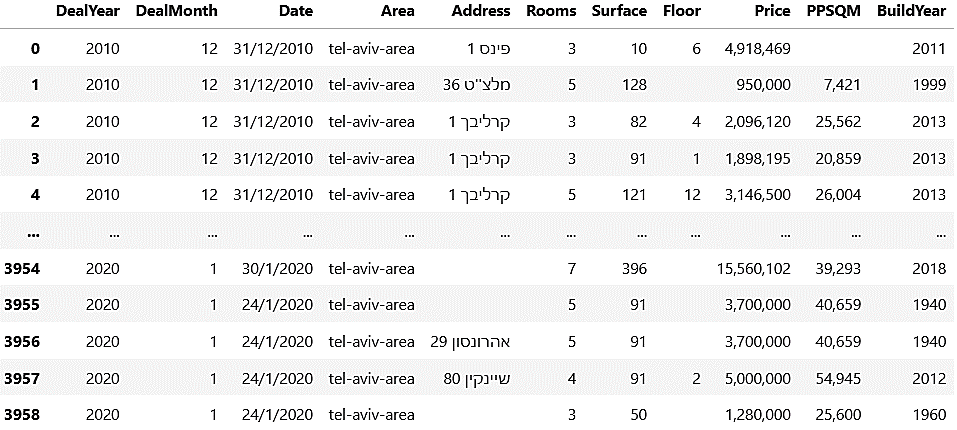 DealYear DealMonth Date Area Address Rooms Surface Floor Price PPSQM BuildYear
0 2010 12 31/12/2010 tel-aviv-area פינס 1 3 10 6 4,918,469 2011
1 2010 12 31/12/2010 tel-aviv-area מלצ"ט 36 5 128 950,000 7,421 1999
2 2010 12 31/12/2010 tel-aviv-area קרליבך 1 3 82 4 2,096,120 25,562 2013
3 2010 12 31/12/2010 tel-aviv-area קרליבך 1 3 91 1 1,898,195 20,859 2013
4 2010 12 31/12/2010 tel-aviv-area קרליבך 1 5 121 12 3,146,500 26,004 2013
... ... ... ... ... ... ... ... ... ... ... ...
3954 2020 1 30/1/2020 tel-aviv-area 7 396 15,560,102 39,293 2018
3955 2020 1 24/1/2020 tel-aviv-area 5 91 3,700,000 40,659 1940
3956 2020 1 24/1/2020 tel-aviv-area אהרונסון 29 5 91 3,700,000 40,659 1940
3957 2020 1 24/1/2020 tel-aviv-area שיינקין 80 4 91 2 5,000,000 54,945 2012
3958 2020 1 24/1/2020 tel-aviv-area 3 50 1,280,000 25,600 1960